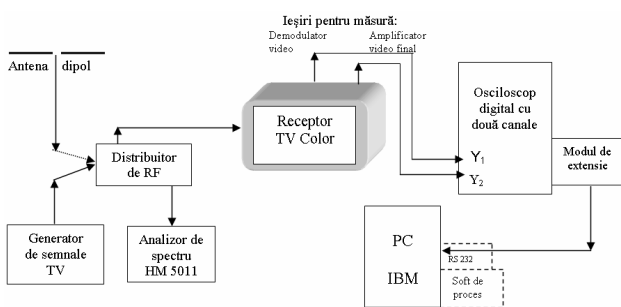 Ieşiri pentru măsură:
Demodulator
video
Amplificator
video final
Antena dipol
Receptor
TV Color
Osciloscop
digital cu
două canale
Y1
Y2
Modul de
extensie
Distribuitor
de RF
Generator
de semnale
TV
Analizor de
spectru
HM 5011
PC
IBM
RS 232
Soft de
proces